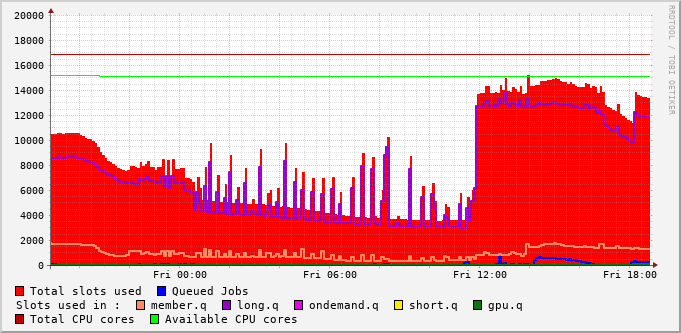 20000
18000
16000
14000
12000
10000
8000
6000
4000
2000
0
Fri 00:00 Fri 06:00 Fri 12:00 Fri 18:00
RRDTOOL / TOBI OETIKER
Total slots used Queued Jobs
Slots used in : member.q long.q ondemand.q short.q gpu.q
Total CPU cores Available CPU cores